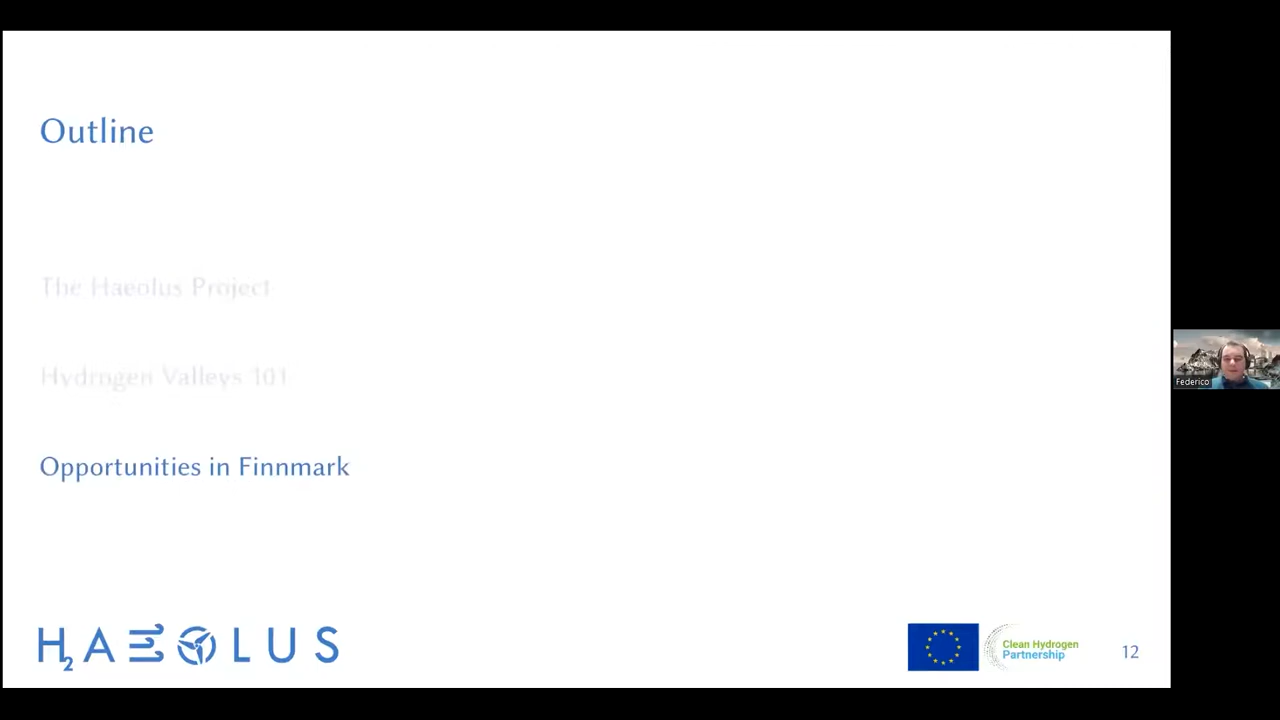 Outline
The Haeolus Project
Hydrogen Valleys 101
Opportunities in Finnmark
Federico
H2AEOLUS
Clean Hydrogen
Partnership
12